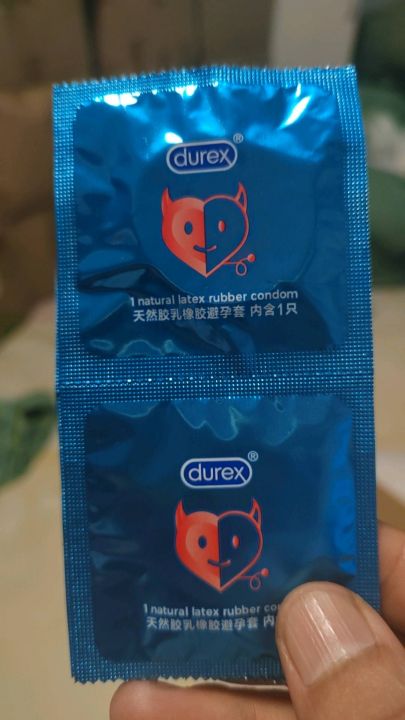 durex®
1 natural latex rubber condom
天然胶乳橡胶避孕套 内含1只
durex®
1 natural latex rubber
天然胶乳橡胶避孕套 内